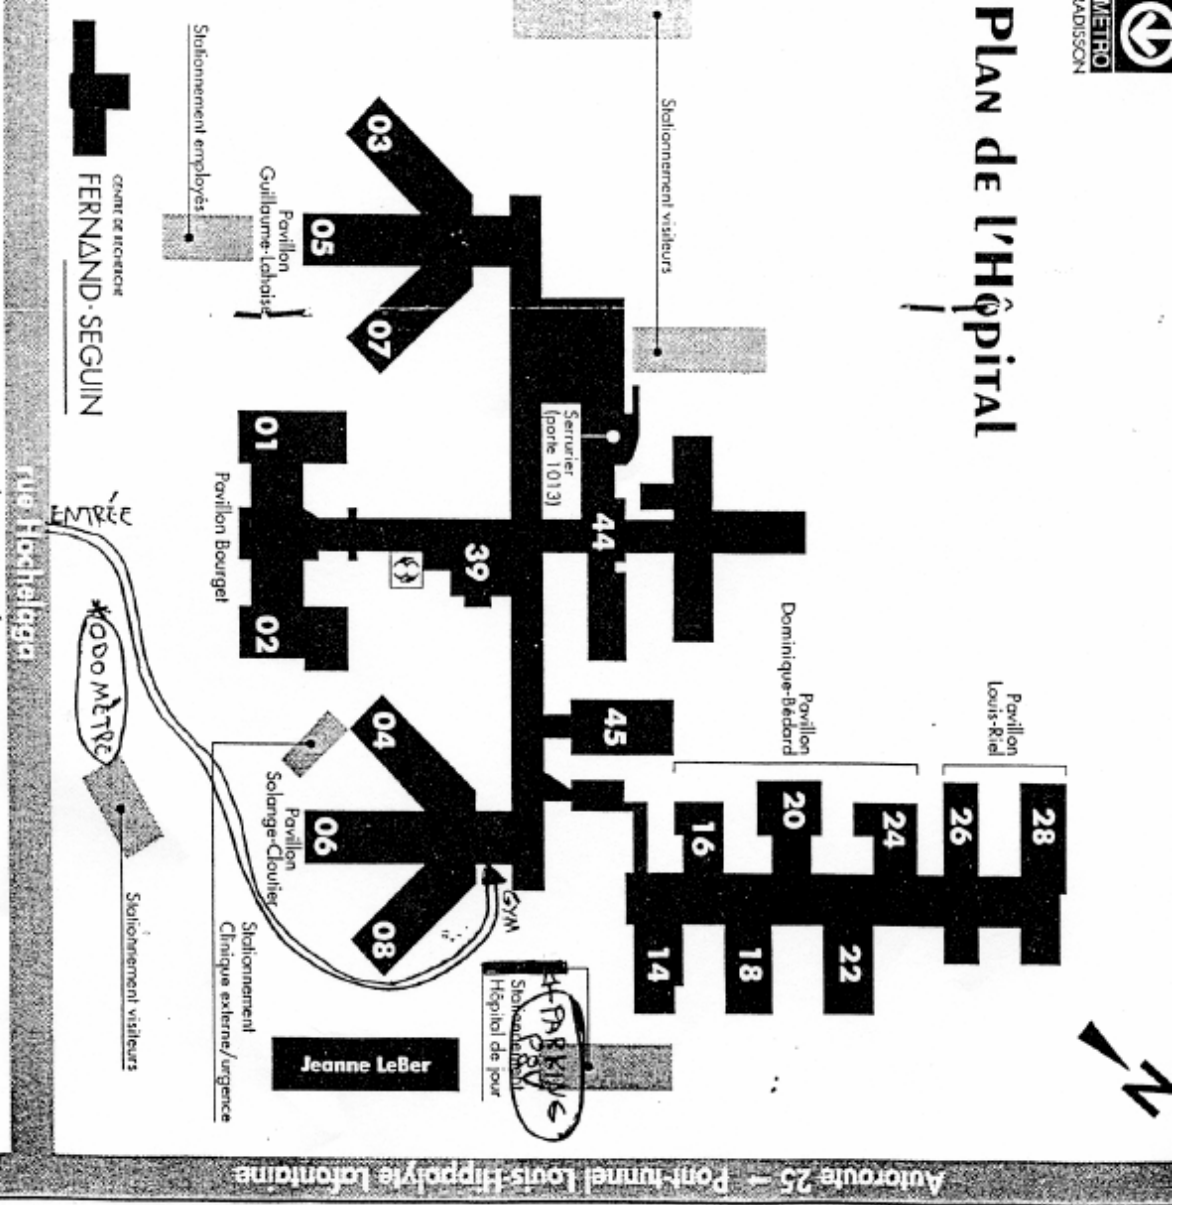 PLAN dE l'HôpiTAl
MÉTRO
RADISSON
Stationnement visiteurs
Stationnement employés
CENTRE DE RECHERCHE
FERNAND-SEGUIN
Pavillon
Guillaume-Lahaise
03
05
07
Serrurier
(porte 1013)
01
02
Pavillon Bourget
39
44
45
Pavillon
Dominique-Bédard
Pavillon
Louis-Riel
16
20
24
26
28
14
18
22
04
06
08
Pavillon
Solange-Cloutier
GYM
ENTRÉE
rue Hochelaga
*ODOMÈTRE
Stationnement visiteurs
Stationnement
Clinique externe/urgence
Stationnement
Hôpital de jour
PARKING
Jeanne LeBer
N
Autoroute 25 – Pont-tunnel Louis-Hippolyte Lafontaine